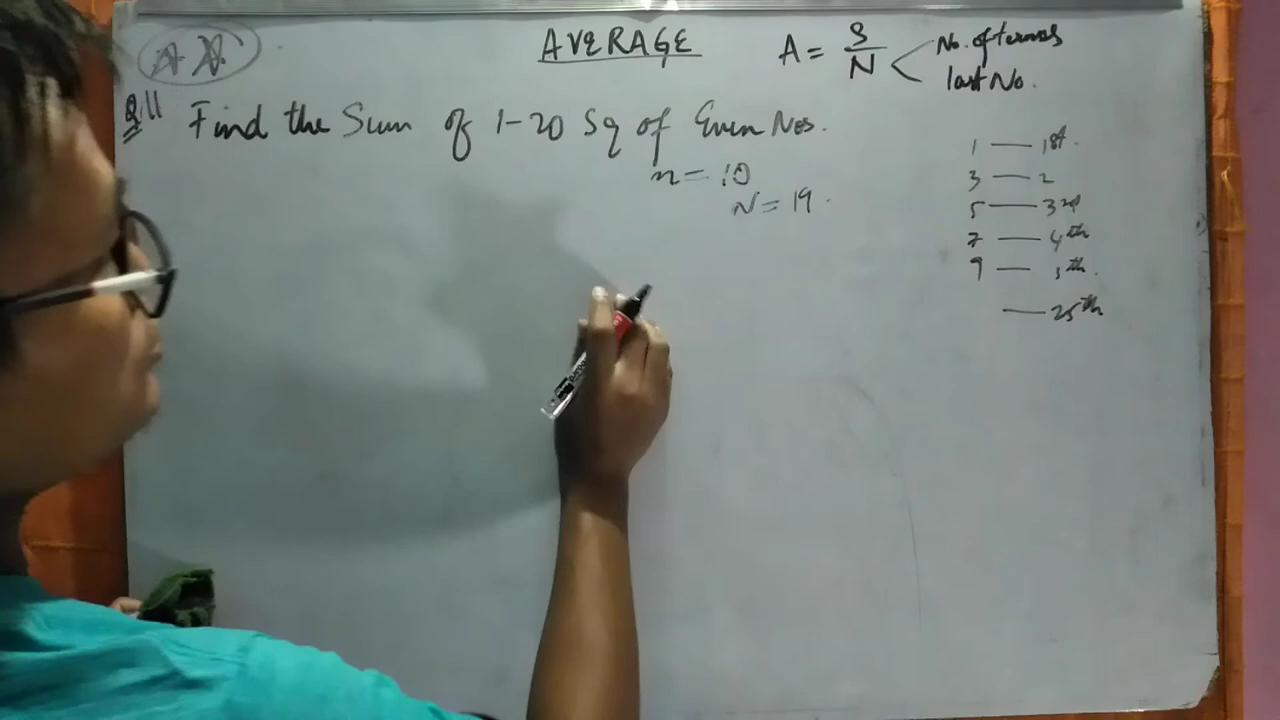 AVERAGE
A = S/N < No. of terms
last No.
Q.11 Find the Sum of 1-20 Sq of Even Nos.
n = 10
N = 19.
1 — 1st.
3 — 2
5 — 3rd
7 — 4th
9 — 5th.
— 25th